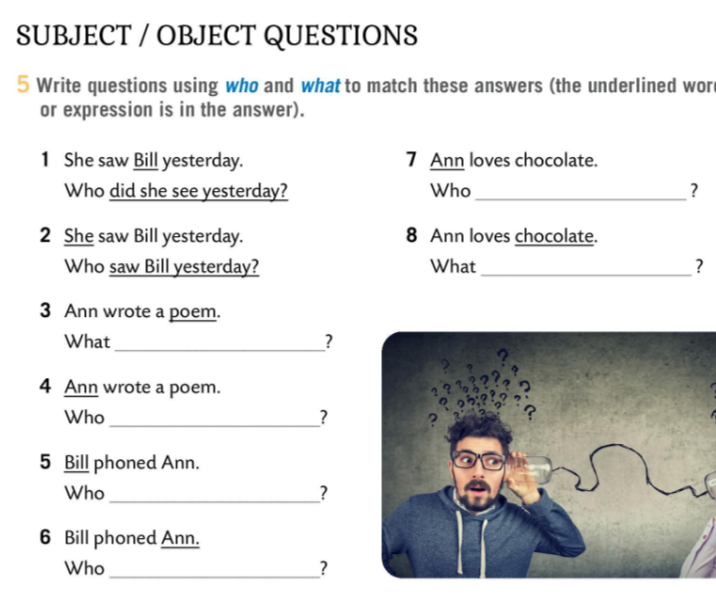 SUBJECT / OBJECT QUESTIONS
5 Write questions using who and what to match these answers (the underlined
or expression is in the answer).
1 She saw Bill yesterday.
Who did she see yesterday?
2 She saw Bill yesterday.
Who saw Bill yesterday?
3 Ann wrote a poem.
What ____________________?
4 Ann wrote a poem.
Who ____________________?
5 Bill phoned Ann.
Who ____________________?
6 Bill phoned Ann.
Who ____________________?
7 Ann loves chocolate.
Who ____________________?
8 Ann loves chocolate.
What ____________________?